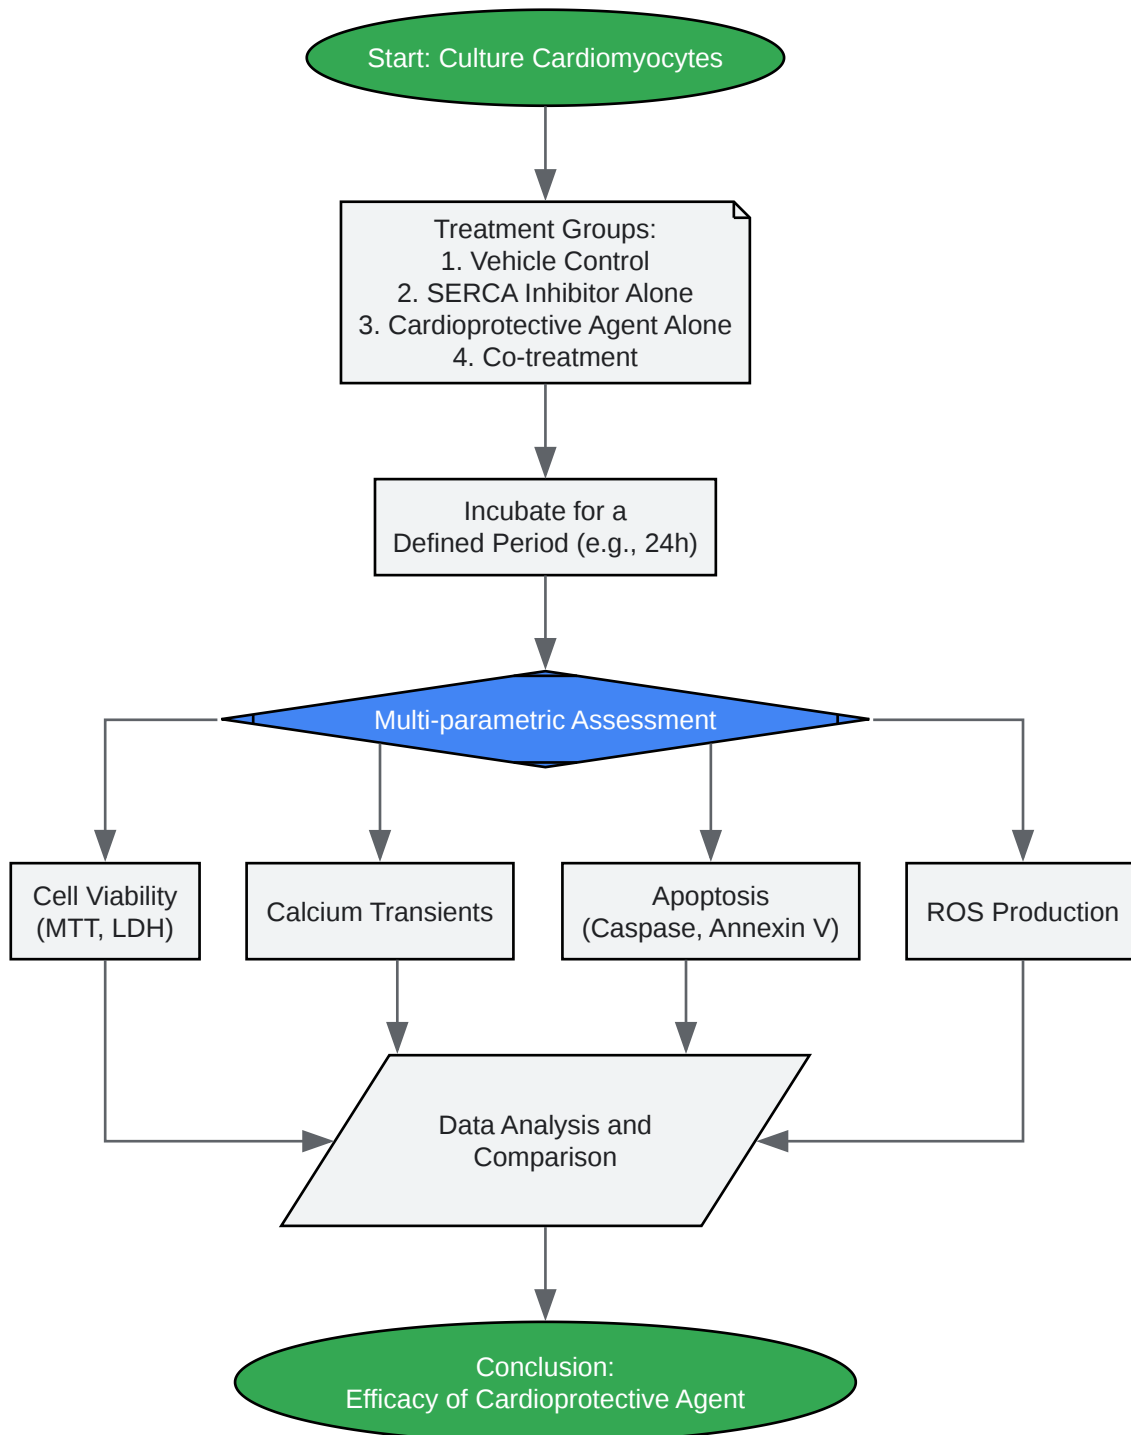 Start: Culture Cardiomyocytes
Treatment Groups:
1. Vehicle Control
2. SERCA Inhibitor Alone
3. Cardioprotective Agent Alone
4. Co-treatment
Incubate for a
Defined Period (e.g., 24h)
Multi-parametric Assessment
Cell Viability
(MTT, LDH)
Calcium Transients
Apoptosis
(Caspase, Annexin V)
ROS Production
Data Analysis and
Comparison
Conclusion:
Efficacy of Cardioprotective Agent